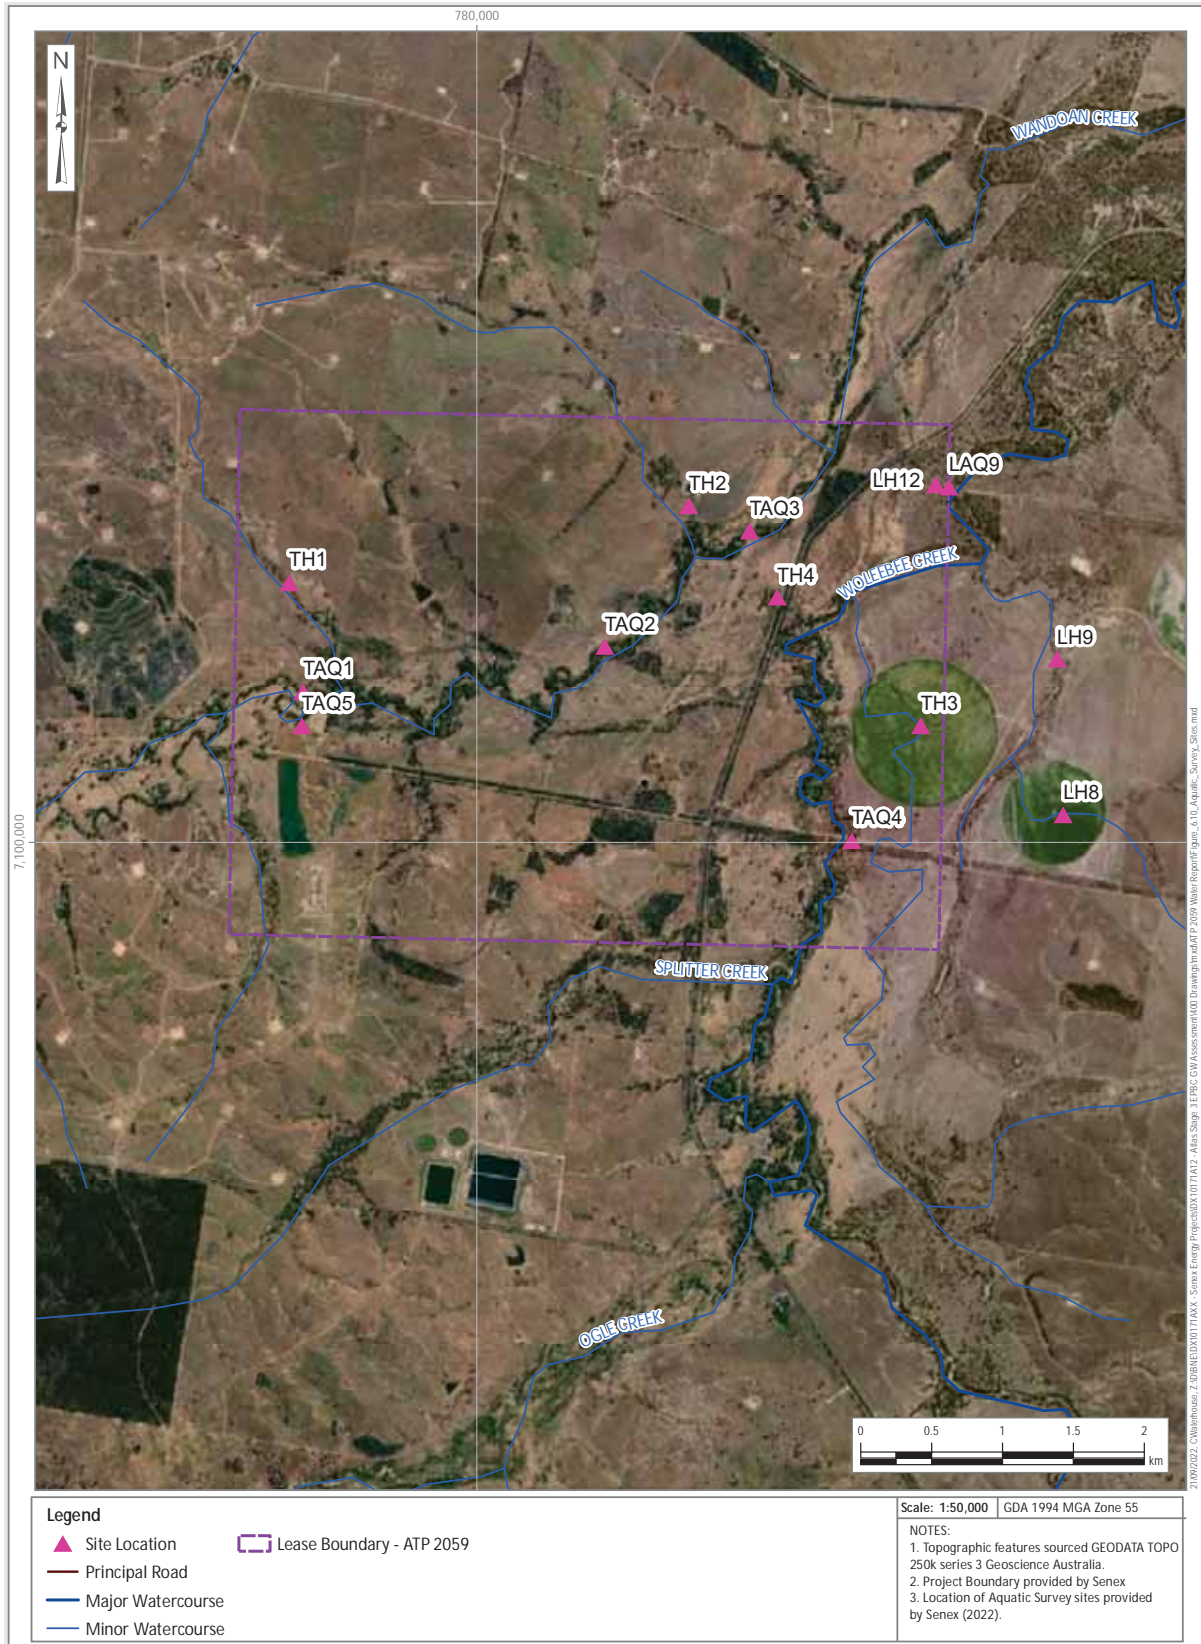 780,000
N
WANDOAN CREEK
LAQ9
LH12
TH2
TAQ3
WOLEEBEE CREEK
TH1
TH4
TAQ2
LH9
TAQ1
TAQ5
TH3
LH8
TAQ4
7,100,000
SPLITTER CREEK
OGLE CREEK
0 0.5 1 1.5 2
km
Legend
Site Location
Lease Boundary - ATP 2059
Principal Road
Major Watercourse
Minor Watercourse
Scale: 1:50,000
GDA 1994 MGA Zone 55
NOTES:
1. Topographic features sourced GEODATA TOPO
250k series 3 Geoscience Australia.
2. Project Boundary provided by Senex
3. Location of Aquatic Survey sites provided
by Senex (2022).